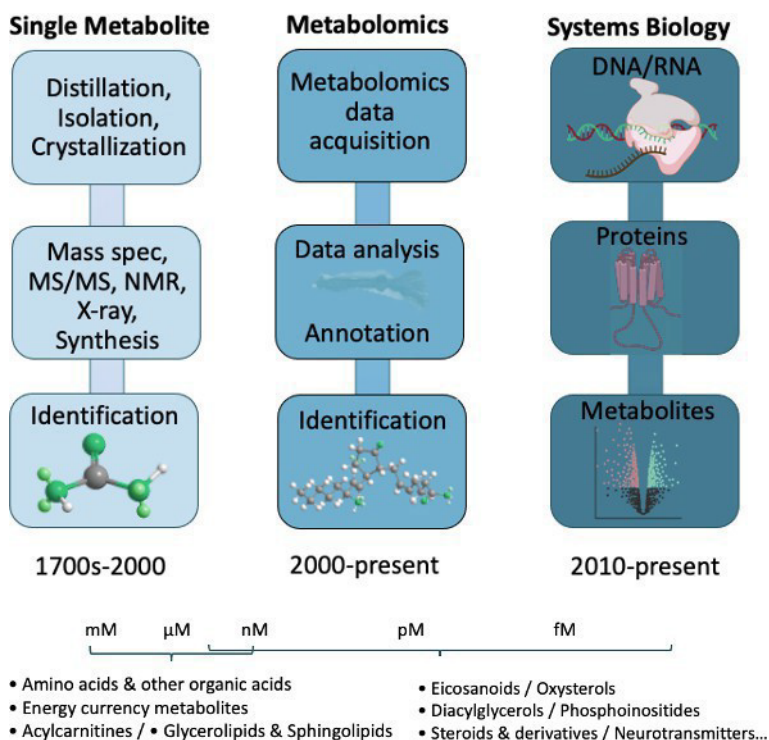 Single Metabolite
Distillation,
Isolation,
Crystallization
Mass spec,
MS/MS, NMR,
X-ray,
Synthesis
Identification
1700s-2000
Metabolomics
Metabolomics
data
acquisition
Data analysis
Annotation
Identification
2000-present
Systems Biology
DNA/RNA
Proteins
Metabolites
2010-present
mM μM nM pM fM
• Amino acids & other organic acids
• Energy currency metabolites
• Acylcarnitines / • Glycerolipids & Sphingolipids
• Eicosanoids / Oxysterols
• Diacylglycerols / Phosphoinositides
• Steroids & derivatives / Neurotransmitters...